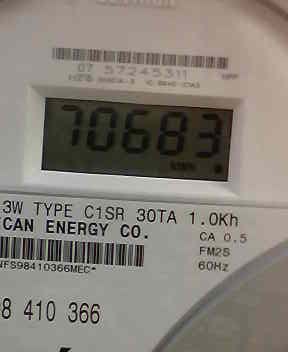 07 57245311
70683
3W TYPE C1SR 30TA 1.0Kh
CAN ENERGY CO.
CA 0.5
FM2S
60Hz
NFS98410366MEC*
8 410 366